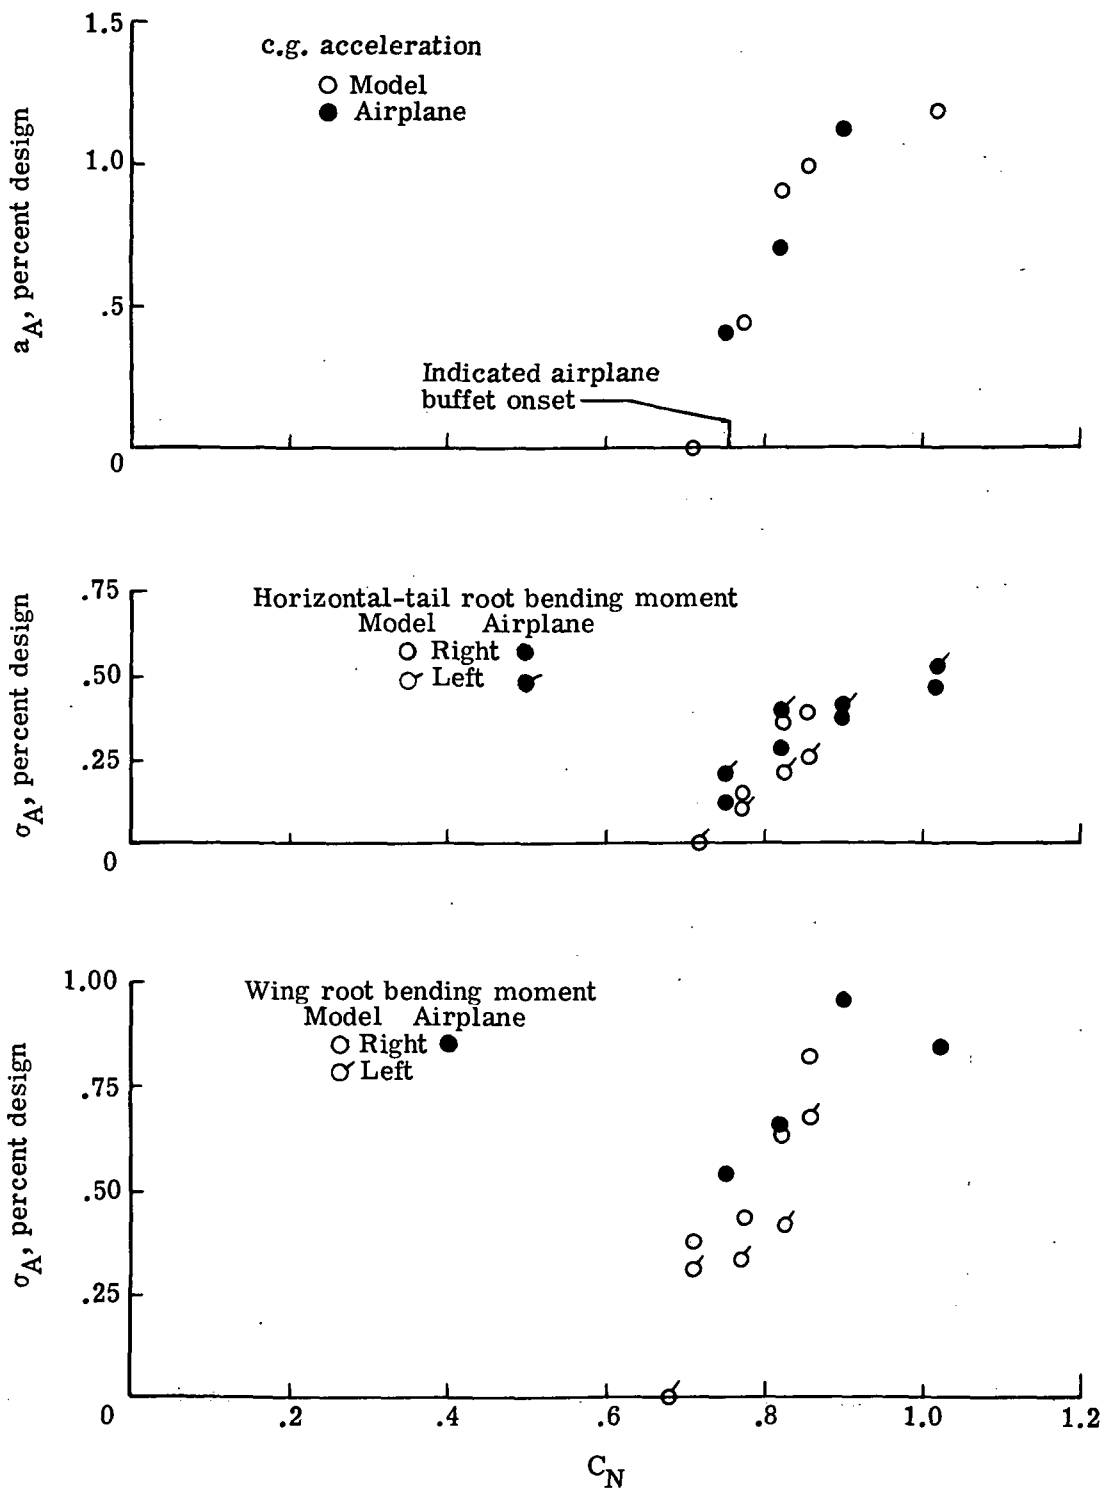 1.5
c.g. acceleration
Model
Airplane
1.0
.5
0
a_A, percent design
Indicated airplane
buffet onset
.75
Horizontal-tail root bending moment
Model Airplane
Right
Left
.50
.25
0
σ_A, percent design
1.00
Wing root bending moment
Model Airplane
Right
Left
.75
.50
.25
0 .2 .4 .6 .8 1.0 1.2
σ_A, percent design
C_N